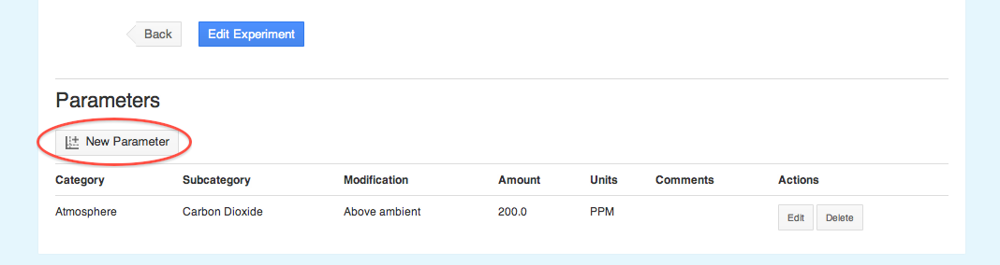 Back Edit Experiment
Parameters
New Parameter
Category Subcategory Modification Amount Units Comments Actions
Atmosphere Carbon Dioxide Above ambient 200.0 PPM Edit Delete